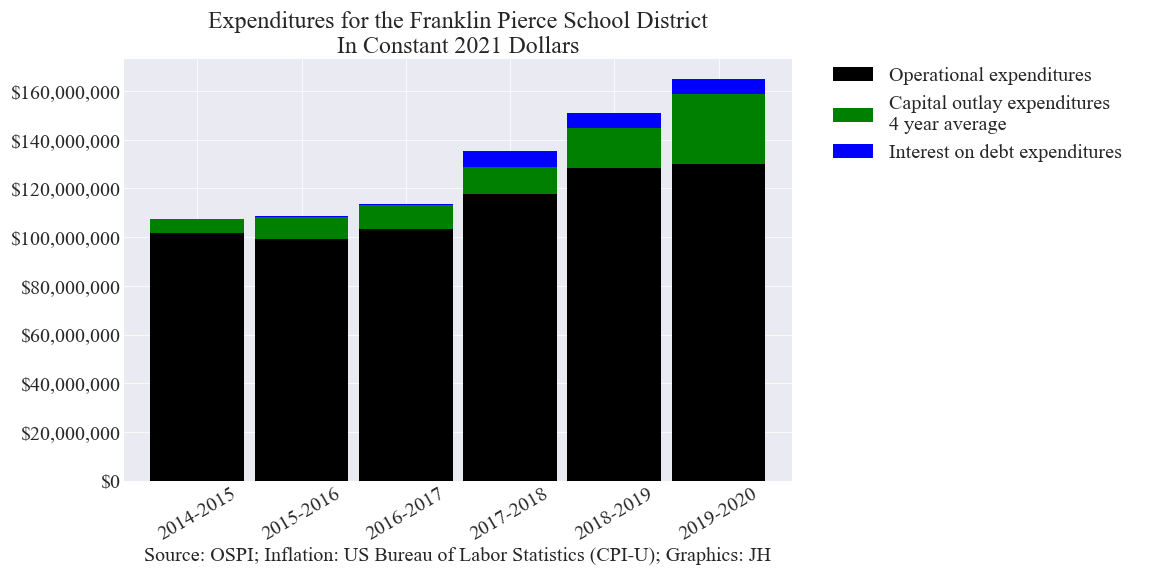 Expenditures for the Franklin Pierce School District
In Constant 2021 Dollars
Operational expenditures
Capital outlay expenditures
4 year average
Interest on debt expenditures
$160,000,000
$140,000,000
$120,000,000
$100,000,000
$80,000,000
$60,000,000
$40,000,000
$20,000,000
$0
2014-2015
2015-2016
2016-2017
2017-2018
2018-2019
2019-2020
Source: OSPI; Inflation: US Bureau of Labor Statistics (CPI-U); Graphics: JH